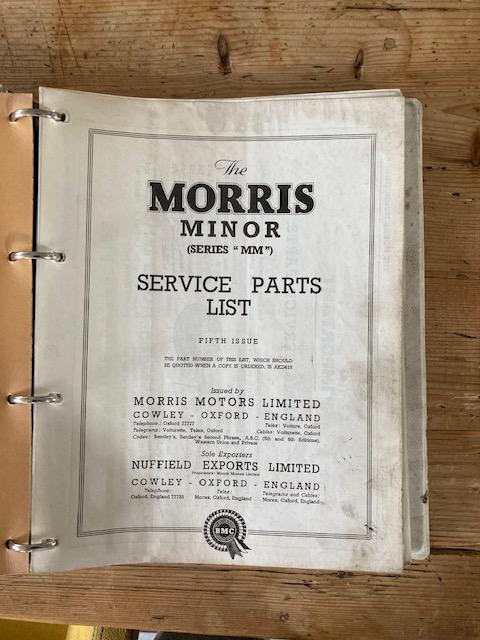 The
MORRIS
MINOR
(SERIES "MM")
SERVICE PARTS
LIST
FIFTH ISSUE
THE PART NUMBER OF THIS LIST, WHICH SHOULD
BE QUOTED WHEN A COPY IS ORDERED, IS AKD615
Issued by
MORRIS MOTORS LIMITED
COWLEY - OXFORD - ENGLAND
Telephone: Oxford 77777 Telex: Voiture, Oxford
Telegrams: Voiturette, Telex, Oxford Cables: Voiturette, Oxford
Codes: Bentley's, Bentley's Second Phrase, A.B.C. (5th and 6th Editions),
Western Union and Private
Sole Exporters
NUFFIELD EXPORTS LIMITED
Proprietors: Morris Motors Limited
COWLEY - OXFORD - ENGLAND
Telephone: Telex: Telegrams and Cables:
Oxford, England 77733 Morex, Oxford, England Morex, Oxford, England
BMC